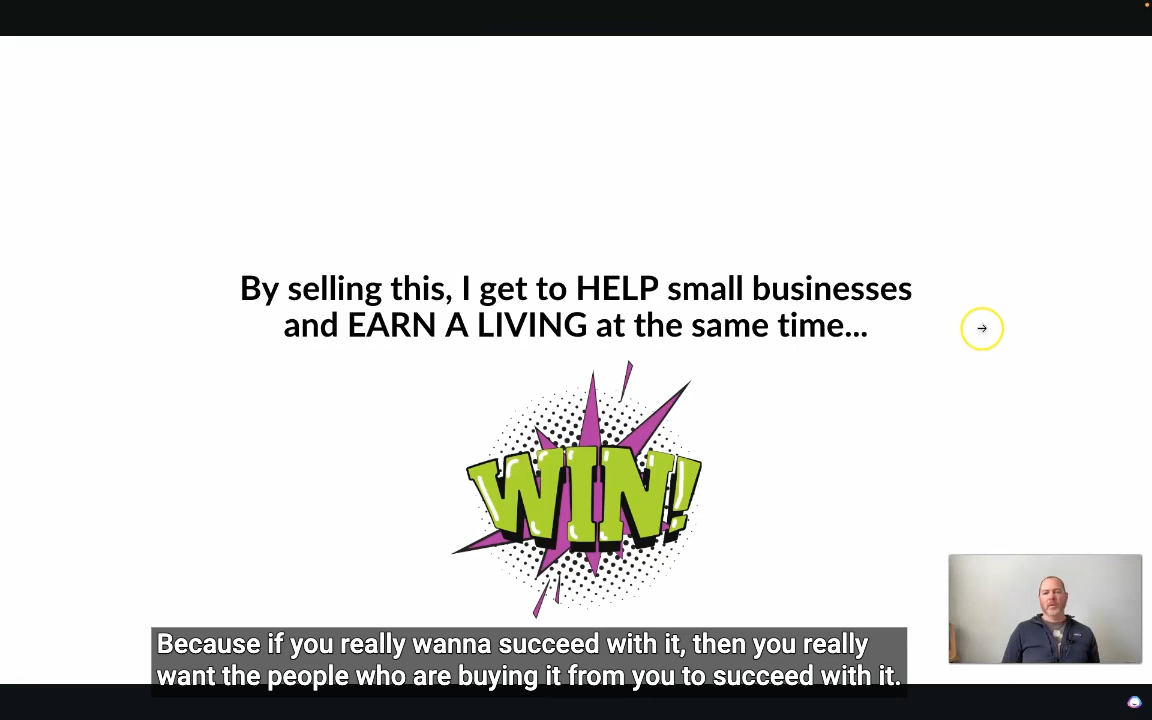 By selling this, I get to HELP small businesses
and EARN A LIVING at the same time...
WIN!
Because if you really wanna succeed with it, then you really
want the people who are buying it from you to succeed with it.